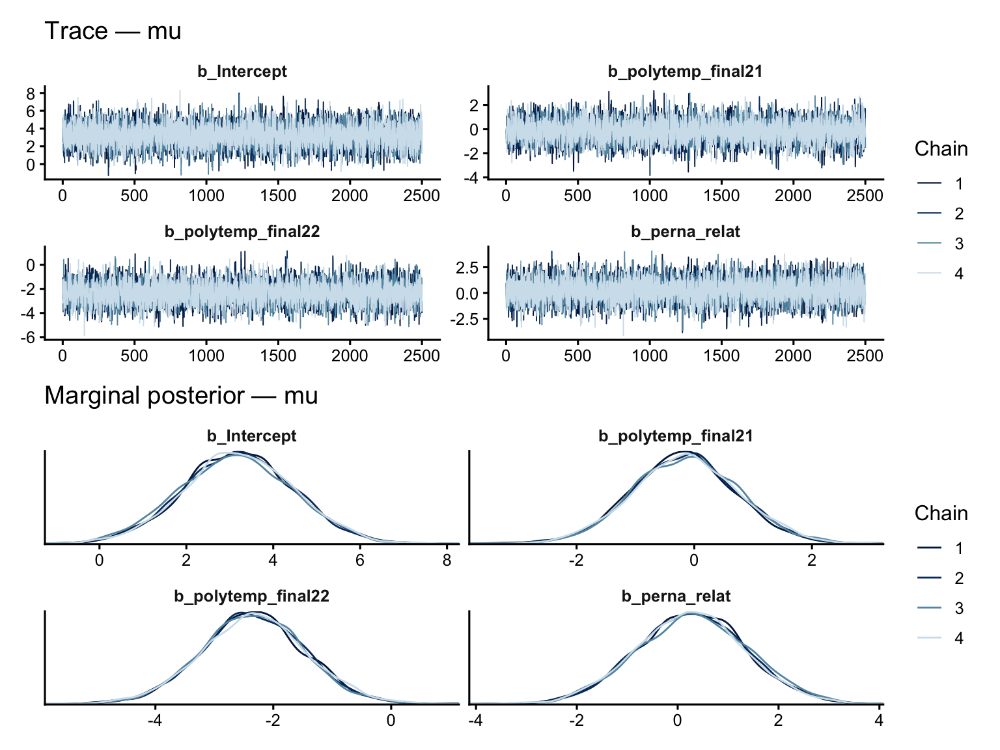 Trace — mu
b_Intercept
b_polytemp_final21
8
6
4
2
0
2
0
-2
-4
0 500 1000 1500 2000 2500
0 500 1000 1500 2000 2500
b_polytemp_final22
b_perna_relat
0
-2
-4
-6
2.5
0.0
-2.5
0 500 1000 1500 2000 2500
0 500 1000 1500 2000 2500
Chain
1
2
3
4
Marginal posterior — mu
b_Intercept
b_polytemp_final21
0 2 4 6 8
-2 0 2
b_polytemp_final22
b_perna_relat
-4 -2 0
-4 -2 0 2 4
Chain
1
2
3
4